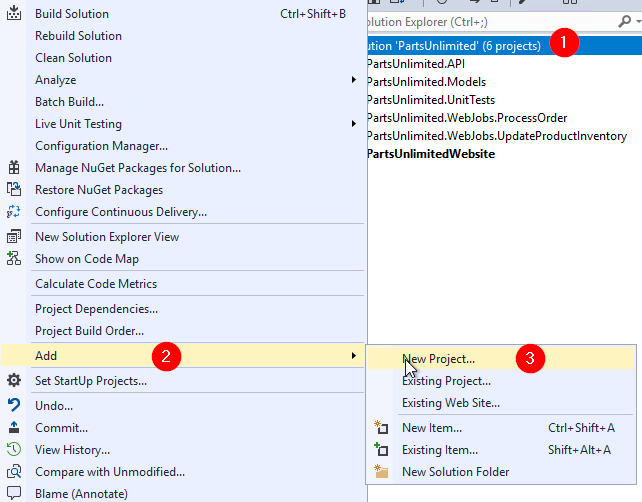 Build Solution Ctrl+Shift+B
Rebuild Solution
Clean Solution
Analyze
Batch Build...
Live Unit Testing
Configuration Manager...
Manage NuGet Packages for Solution...
Restore NuGet Packages
Configure Continuous Delivery...
New Solution Explorer View
Show on Code Map
Calculate Code Metrics
Project Dependencies...
Project Build Order...
Add 2
Set StartUp Projects...
Undo...
Commit...
View History...
Compare with Unmodified...
Blame (Annotate)
olution Explorer (Ctrl+;)
ution 'PartsUnlimited' (6 projects) 1
PartsUnlimited.API
PartsUnlimited.Models
PartsUnlimited.UnitTests
PartsUnlimited.WebJobs.ProcessOrder
PartsUnlimited.WebJobs.UpdateProductInventory
PartsUnlimitedWebsite
New Project... 3
Existing Project...
Existing Web Site...
New Item... Ctrl+Shift+A
Existing Item... Shift+Alt+A
New Solution Folder